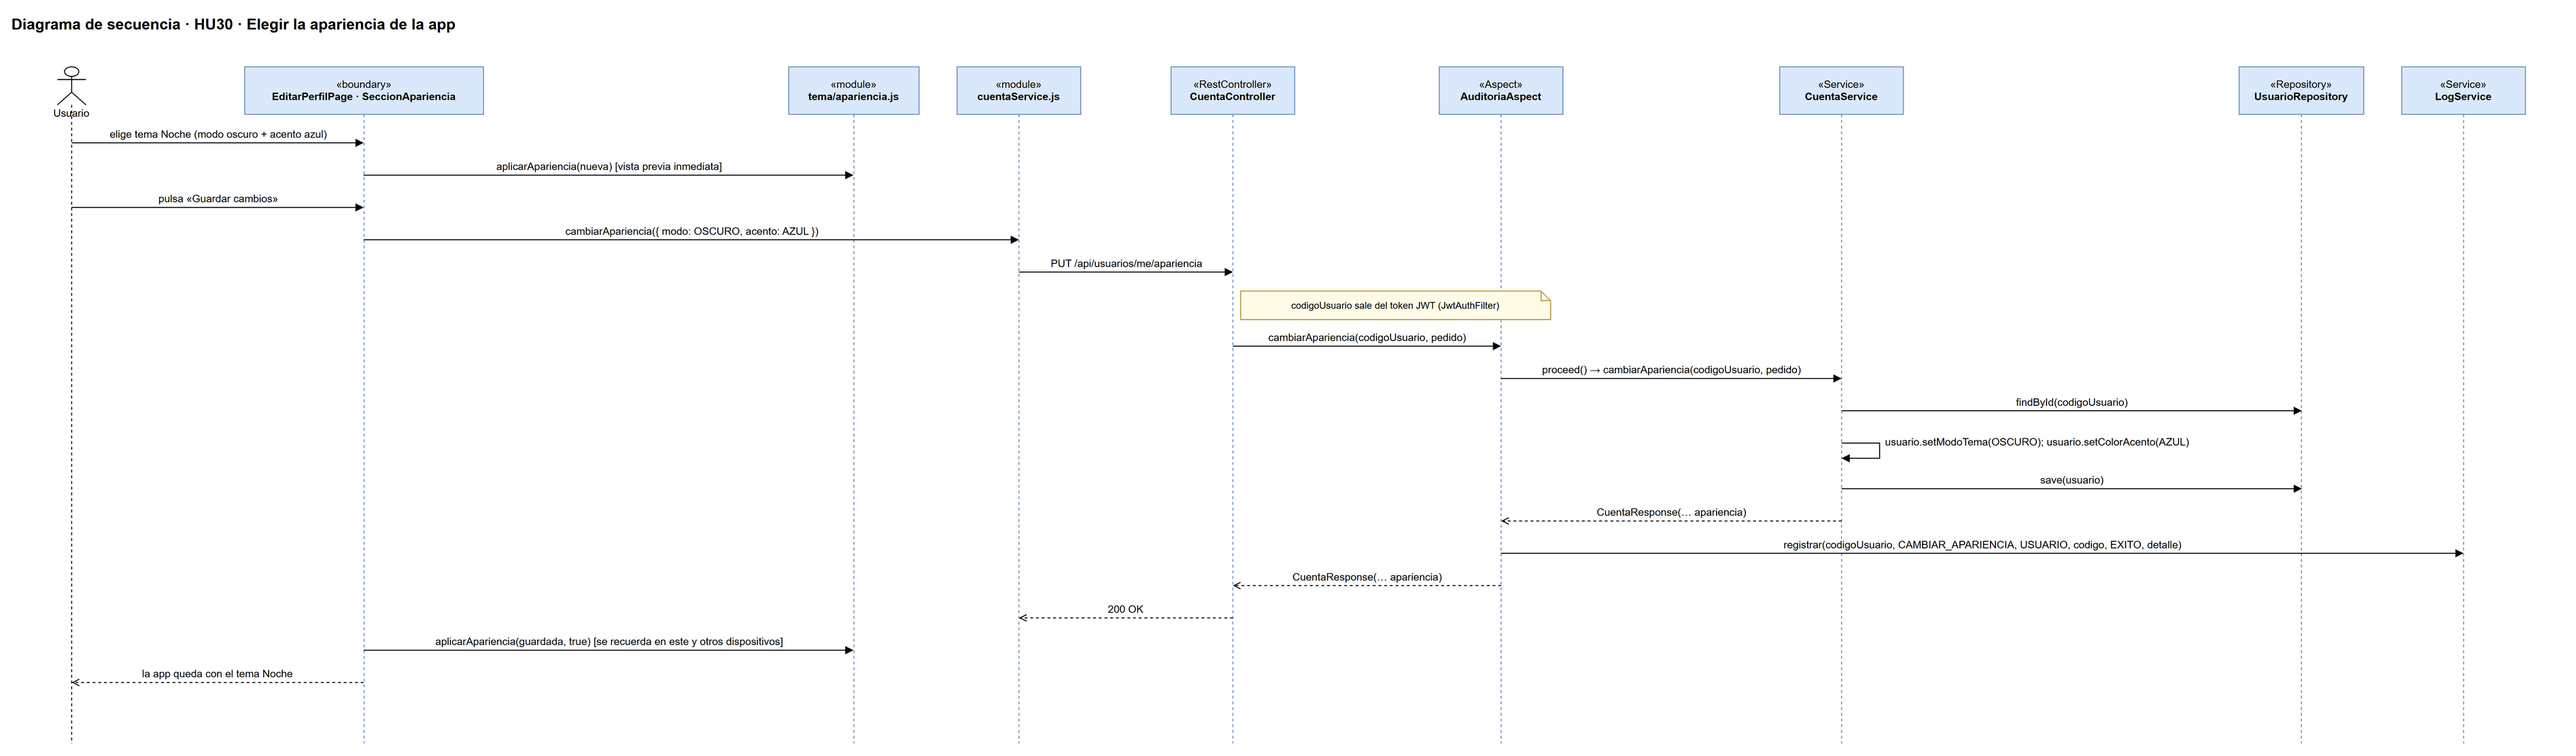 Diagrama de secuencia · HU30 · Elegir la apariencia de la app
Usuario
«boundary»
EditarPerfilPage · SeccionApariencia
«module»
tema/apariencia.js
«module»
cuentaService.js
«RestController»
CuentaController
«Aspect»
AuditoriaAspect
«Service»
CuentaService
«Repository»
UsuarioRepository
«Service»
LogService
elige tema Noche (modo oscuro + acento azul)
aplicarApariencia(nueva) [vista previa inmediata]
pulsa «Guardar cambios»
cambiarApariencia({ modo: OSCURO, acento: AZUL })
PUT /api/usuarios/me/apariencia
codigoUsuario sale del token JWT (JwtAuthFilter)
cambiarApariencia(codigoUsuario, pedido)
proceed() → cambiarApariencia(codigoUsuario, pedido)
findById(codigoUsuario)
usuario.setModoTema(OSCURO); usuario.setColorAcento(AZUL)
save(usuario)
CuentaResponse(… apariencia)
registrar(codigoUsuario, CAMBIAR_APARIENCIA, USUARIO, codigo, EXITO, detalle)
CuentaResponse(… apariencia)
200 OK
aplicarApariencia(guardada, true) [se recuerda en este y otros dispositivos]
la app queda con el tema Noche